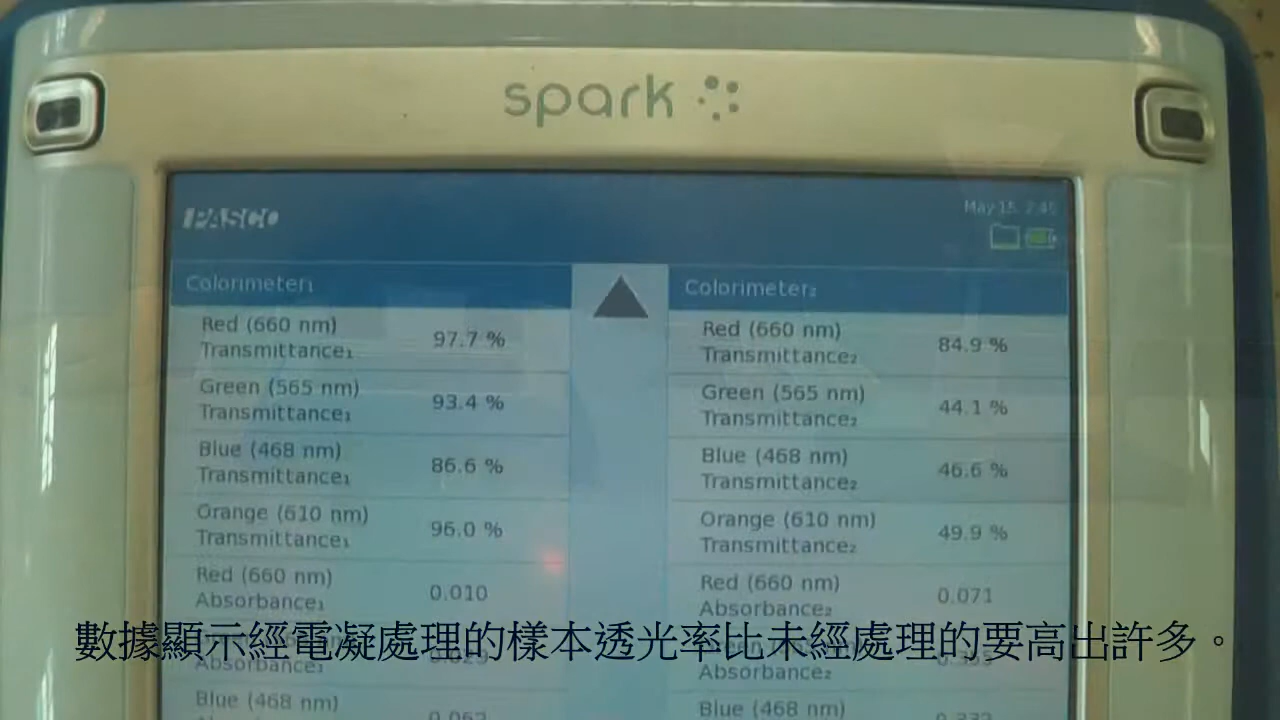 spark
PASCO
May 15, 2:45
Colorimeter₁
Red (660 nm)
Transmittance₁
97.7 %
Green (565 nm)
Transmittance₁
93.4 %
Blue (468 nm)
Transmittance₁
86.6 %
Orange (610 nm)
Transmittance₁
96.0 %
Red (660 nm)
Absorbance₁
0.010
Absorbance₁
Blue (468 nm)
0.062
Colorimeter₂
Red (660 nm)
Transmittance₂
84.9 %
Green (565 nm)
Transmittance₂
44.1 %
Blue (468 nm)
Transmittance₂
46.6 %
Orange (610 nm)
Transmittance₂
49.9 %
Red (660 nm)
Absorbance₂
0.071
Absorbance₂
Blue (468 nm)
0.332
數據顯示經電凝處理的樣本透光率比未經處理的要高出許多。